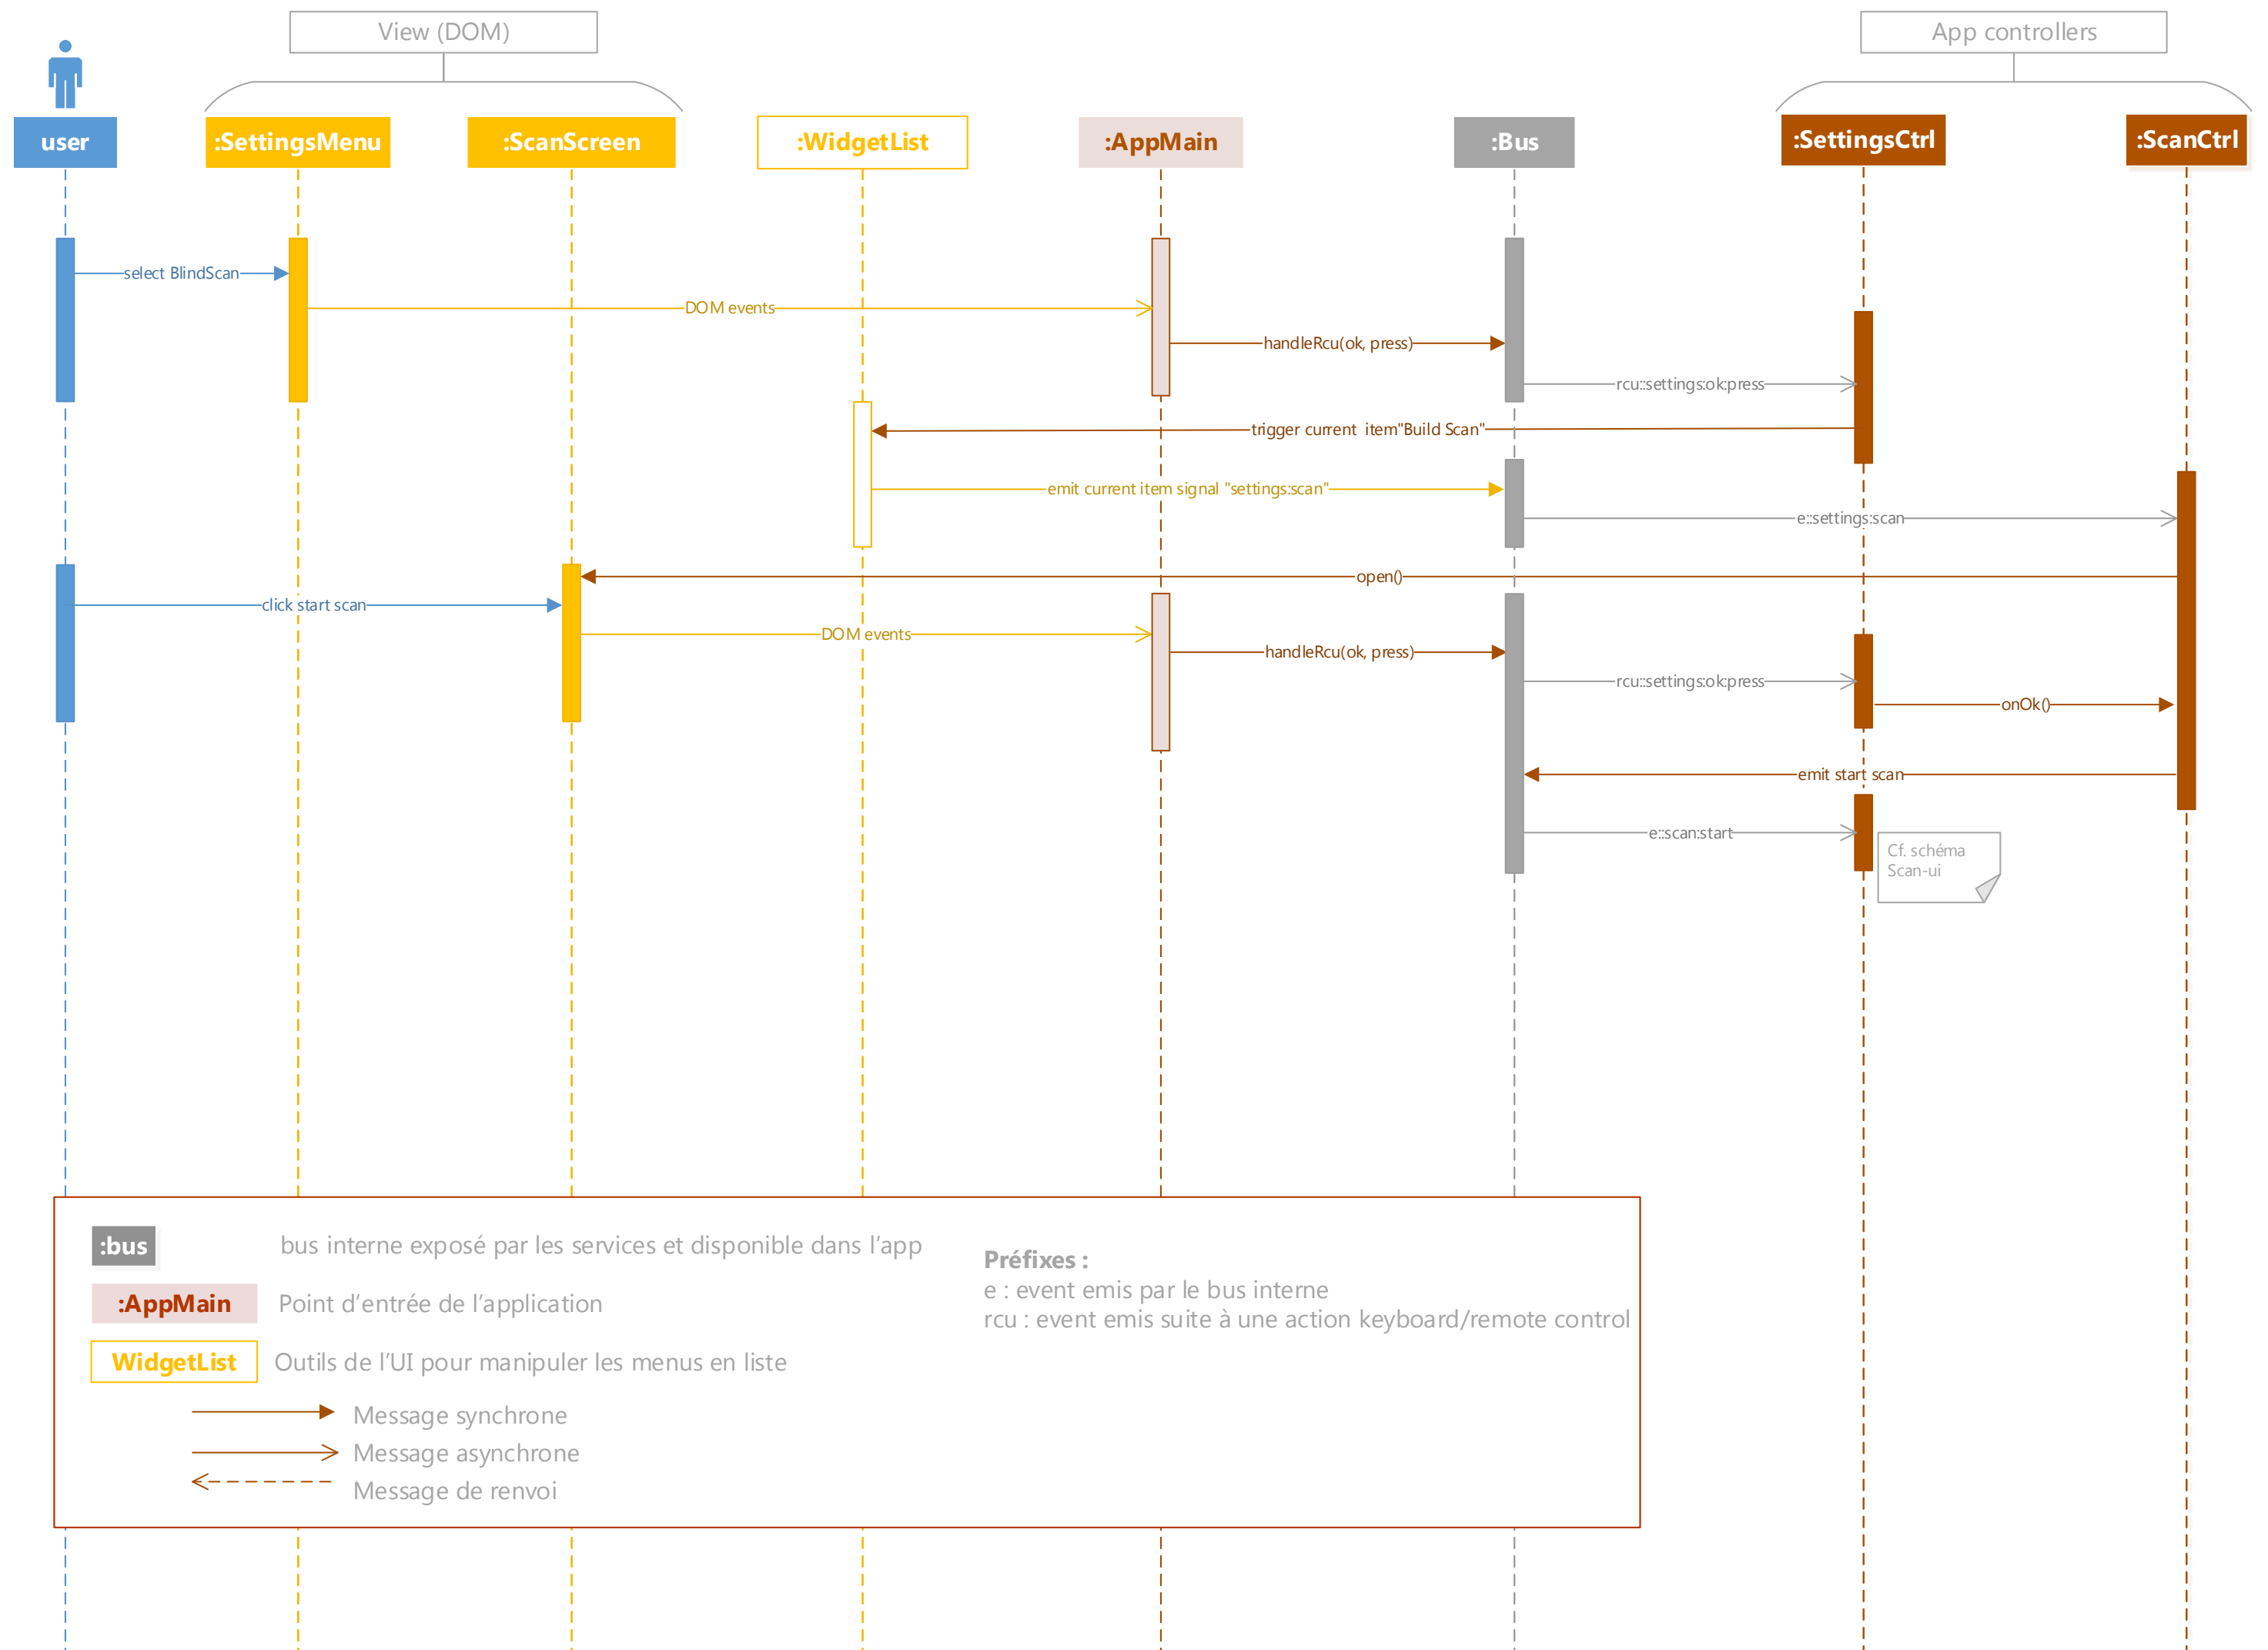 View (DOM)
App controllers
user
:SettingsMenu
:ScanScreen
:WidgetList
:AppMain
:Bus
:SettingsCtrl
:ScanCtrl
select BlindScan
DOM events
handleRcu(ok, press)
rcu::settings:ok:press
trigger current  item"Build Scan"
emit current item signal "settings:scan"
e::settings:scan
open()
click start scan
DOM events
handleRcu(ok, press)
rcu::settings:ok:press
onOk()
emit start scan
e::scan:start
Cf. schéma
Scan-ui
:bus
bus interne exposé par les services et disponible dans l’app
:AppMain
Point d’entrée de l’application
WidgetList
Outils de l’UI pour manipuler les menus en liste
Message synchrone
Message asynchrone
Message de renvoi
Préfixes :
e : event emis par le bus interne
rcu : event emis suite à une action keyboard/remote control